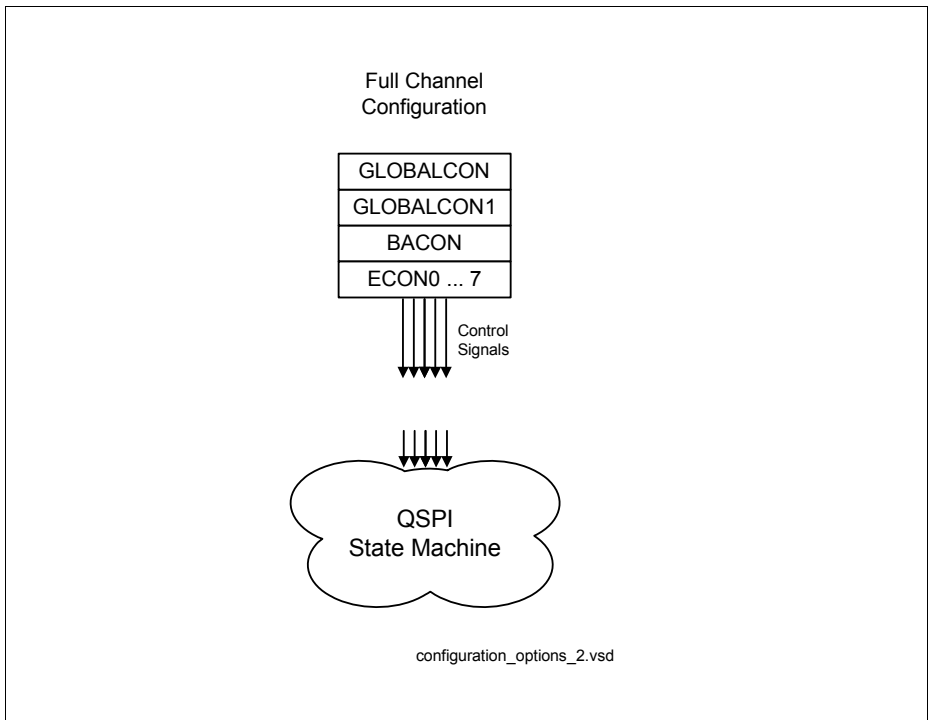 Full Channel
Configuration
GLOBALCON
GLOBALCON1
BACON
ECON0 ... 7
Control
Signals
QSPI
State Machine
configuration_options_2.vsd